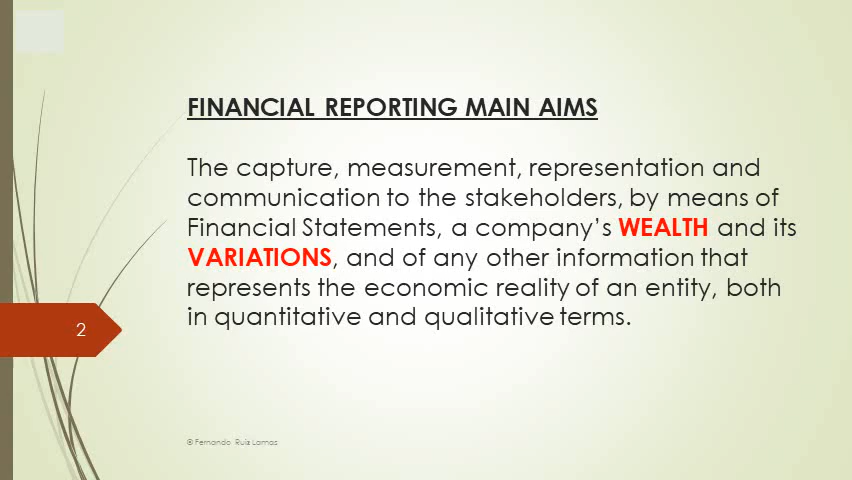 FINANCIAL REPORTING MAIN AIMS
The capture, measurement, representation and
communication to the stakeholders, by means of
Financial Statements, a company’s WEALTH and its
VARIATIONS, and of any other information that
represents the economic reality of an entity, both
in quantitative and qualitative terms.
2
® Fernando Ruiz Lamas